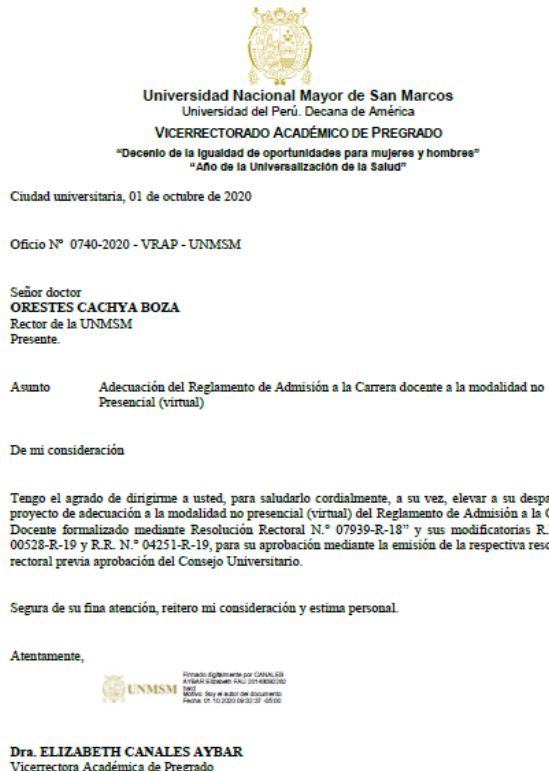 Universidad Nacional Mayor de San Marcos
Universidad del Perú. Decana de América
VICERRECTORADO ACADÉMICO DE PREGRADO
"Decenio de la Igualdad de oportunidades para mujeres y hombres"
"Año de la Universalización de la Salud"
Ciudad universitaria, 01 de octubre de 2020
Oficio Nº 0740-2020 - VRAP - UNMSM
Señor doctor
ORESTES CACHYA BOZA
Rector de la UNMSM
Presente.
Asunto Adecuación del Reglamento de Admisión a la Carrera docente a la modalidad no
Presencial (virtual)
De mi consideración
Tengo el agrado de dirigirme a usted, para saludarlo cordialmente, a su vez, elevar a su despa
proyecto de adecuación a la modalidad no presencial (virtual) del Reglamento de Admisión a la C
Docente formalizado mediante Resolución Rectoral N.° 07939-R-18" y sus modificatorias R.
00528-R-19 y R.R. N.° 04251-R-19, para su aprobación mediante la emisión de la respectiva reso
rectoral previa aprobación del Consejo Universitario.
Segura de su fina atención, reitero mi consideración y estima personal.
Atentamente,
UNMSM
Firmado digitalmente por CANALES
AYBAR Elizabeth FAU 20148092282
Motivo: Soy el autor del documento
Fecha: 01.10.2020 09:32:37 -05:00
Dra. ELIZABETH CANALES AYBAR
Vicerrectora Académica de Pregrado